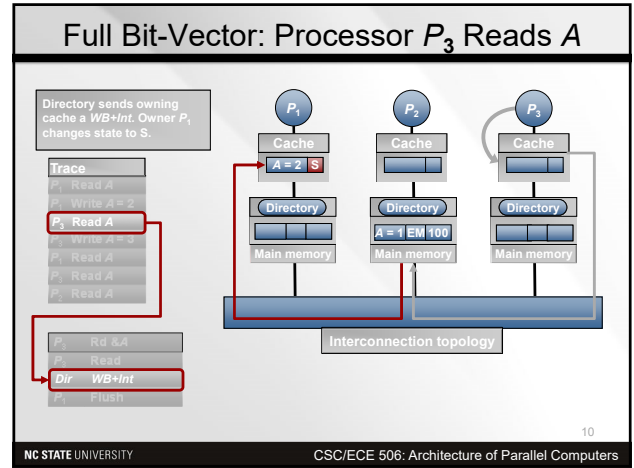 Full Bit-Vector: Processor P3 Reads A
Directory sends owning
cache a WB+Int. Owner P1
changes state to S.
Trace
P1 Read A
P1 Write A = 2
P3 Read A
P1 Write A = 3
P1 Read A
P1 Read A
P2 Read A
P3 Rd &A
P3 Read
Dir WB+Int
P1 Flush
P1
Cache
A = 2 S
Directory
Main memory
P2
Cache
Directory
A = 1 EM 100
Main memory
P3
Cache
Directory
Main memory
Interconnection topology
10
NC STATE UNIVERSITY
CSC/ECE 506: Architecture of Parallel Computers